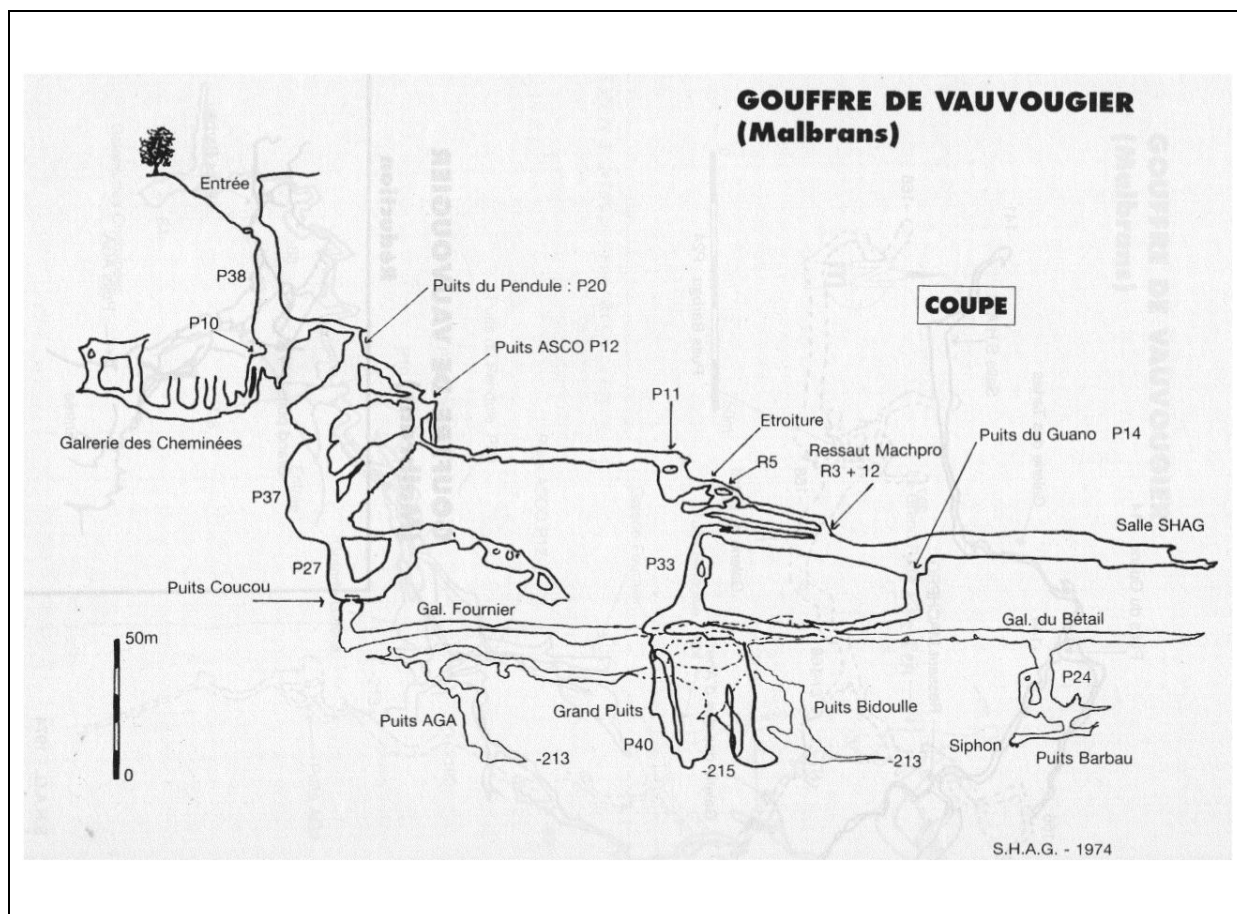 GOUFFRE DE VAUVOUGIER
(Malbrans)
Entrée
P38
Puits du Pendule : P20
COUPE
P10
Puits ASCO P12
P11
Etroiture
Galrerie des Cheminées
R5
Puits du Guano P14
Ressaut Machpro
R3 + 12
P37
Salle SHAG
P27
P33
Puits Coucou
Gal. Fournier
Gal. du Bétail
50m
P24
Puits AGA
Grand Puits
Puits Bidoulle
P40
Siphon
Puits Barbau
-213
-215
-213
0
S.H.A.G. - 1974